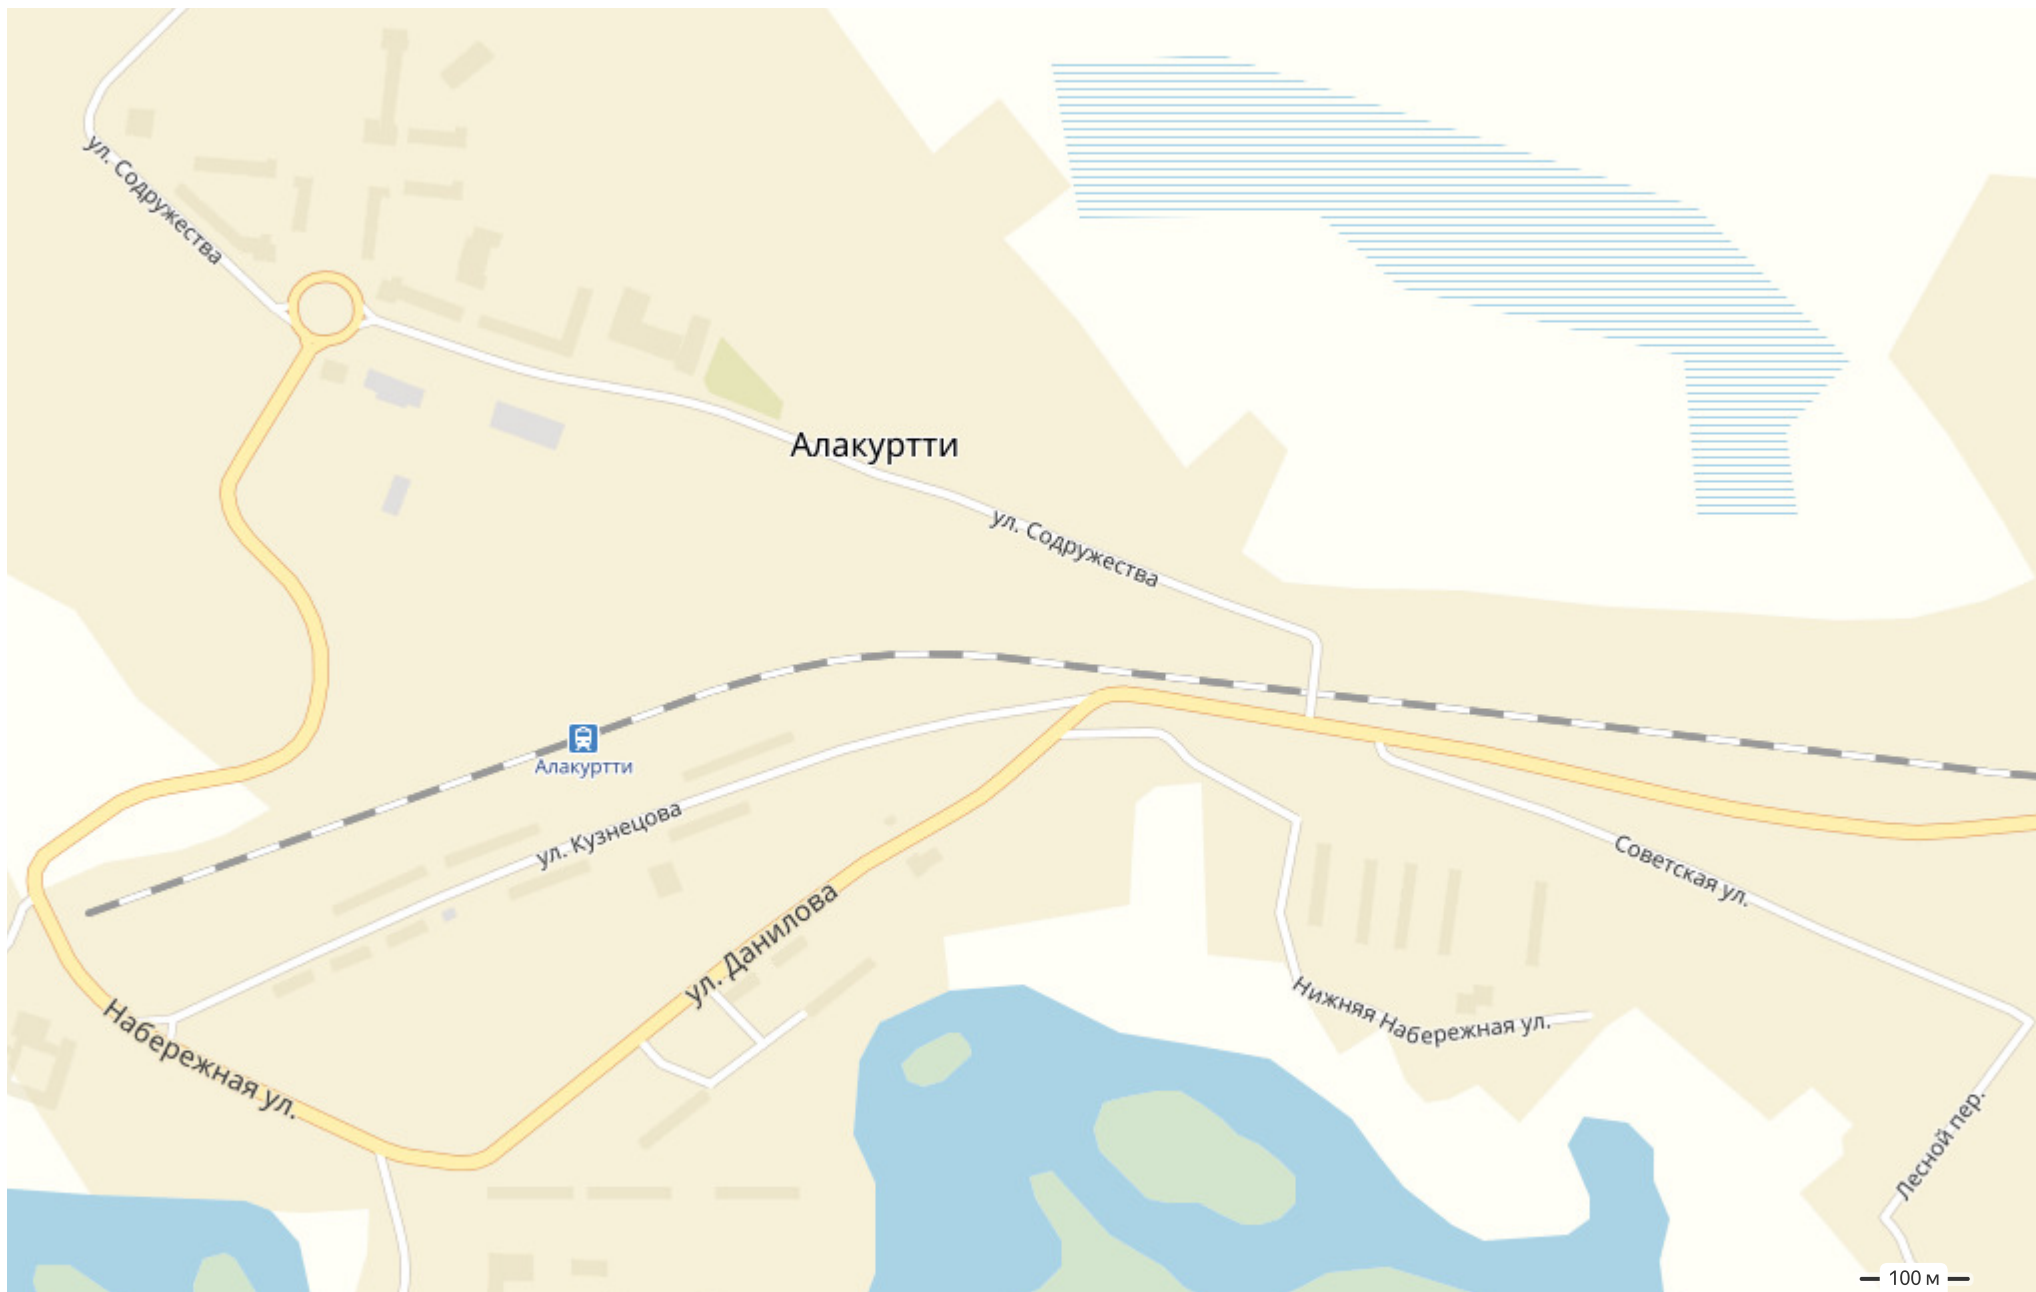 ул. Содружества
Алакуртти
ул. Содружества
Алакуртти
ул. Кузнецова
Советская ул.
ул. Данилова
Нижняя Набережная ул.
Набережная ул.
Лесной пер.
100 м